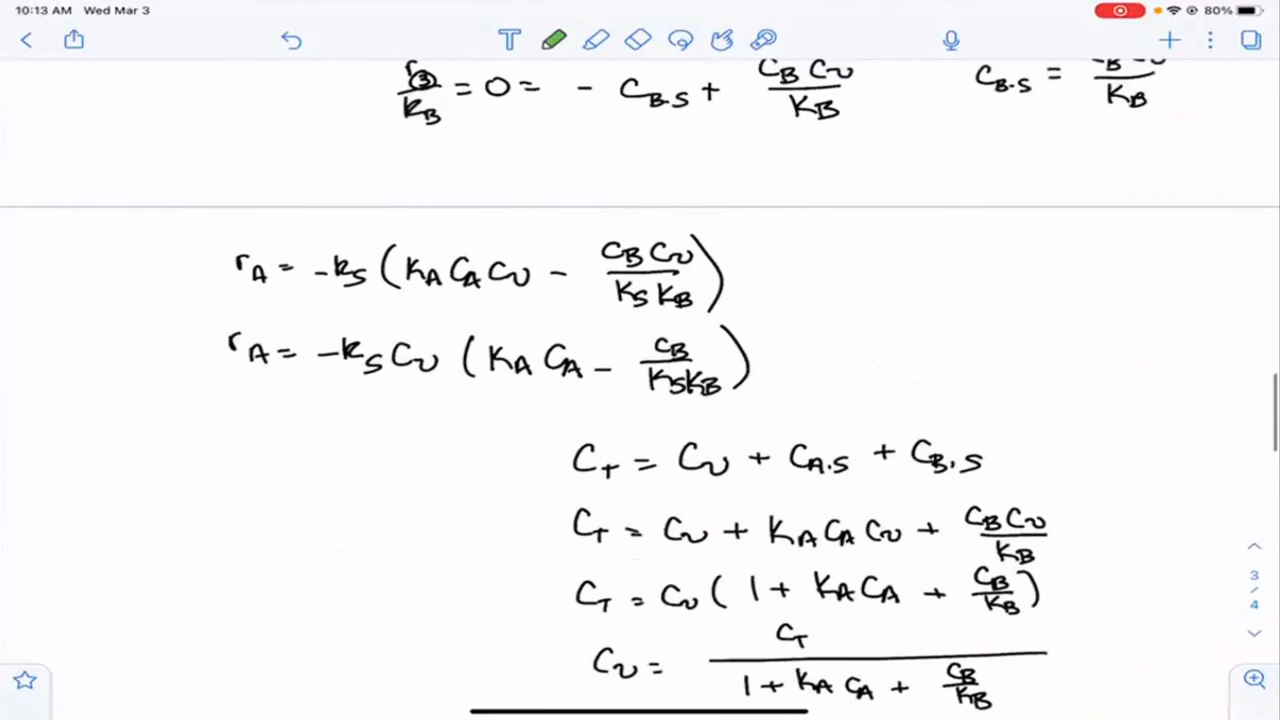 10:13 AM Wed Mar 3 80%
T
r③/k_B = 0 = - C_B·S + C_B C_v/K_B C_B·S = C_B C_v/K_B
r_A = -k_S (K_A C_A C_v - C_B C_v/K_S K_B)
r_A = -k_S C_v (K_A C_A - C_B/K_S K_B)
C_T = C_v + C_A·S + C_B·S
C_T = C_v + K_A C_A C_v + C_B C_v/K_B
C_T = C_v (1 + K_A C_A + C_B/K_B)
C_v = C_T/1 + K_A C_A + C_B/K_B
3/4